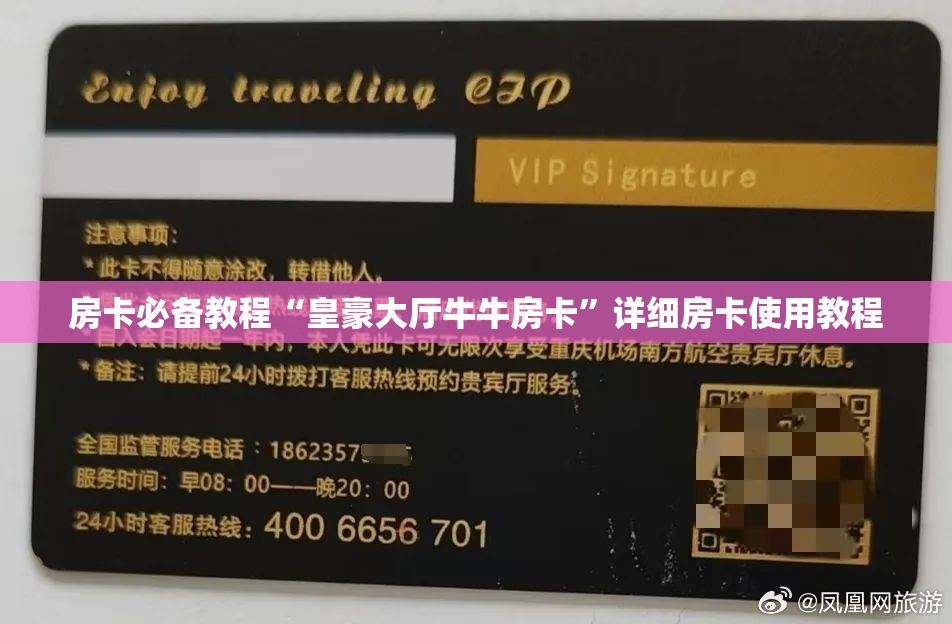 Enjoy traveling CIP
VIP Signature
注意事项:
*此卡不得随意涂改，转借他人。
房卡必备教程“皇豪大厅牛牛房卡”详细房卡使用教程
*自入会日期起一年内，本人凭此卡可无限次享受重庆机场南方航空贵宾厅休息。
*备注：请提前24小时拨打客服热线预约贵宾厅服务。
全国监管服务电话：1862357
服务时间：早08：00——晚20：00
24小时客服热线：400 6656 701
@凤凰网旅游